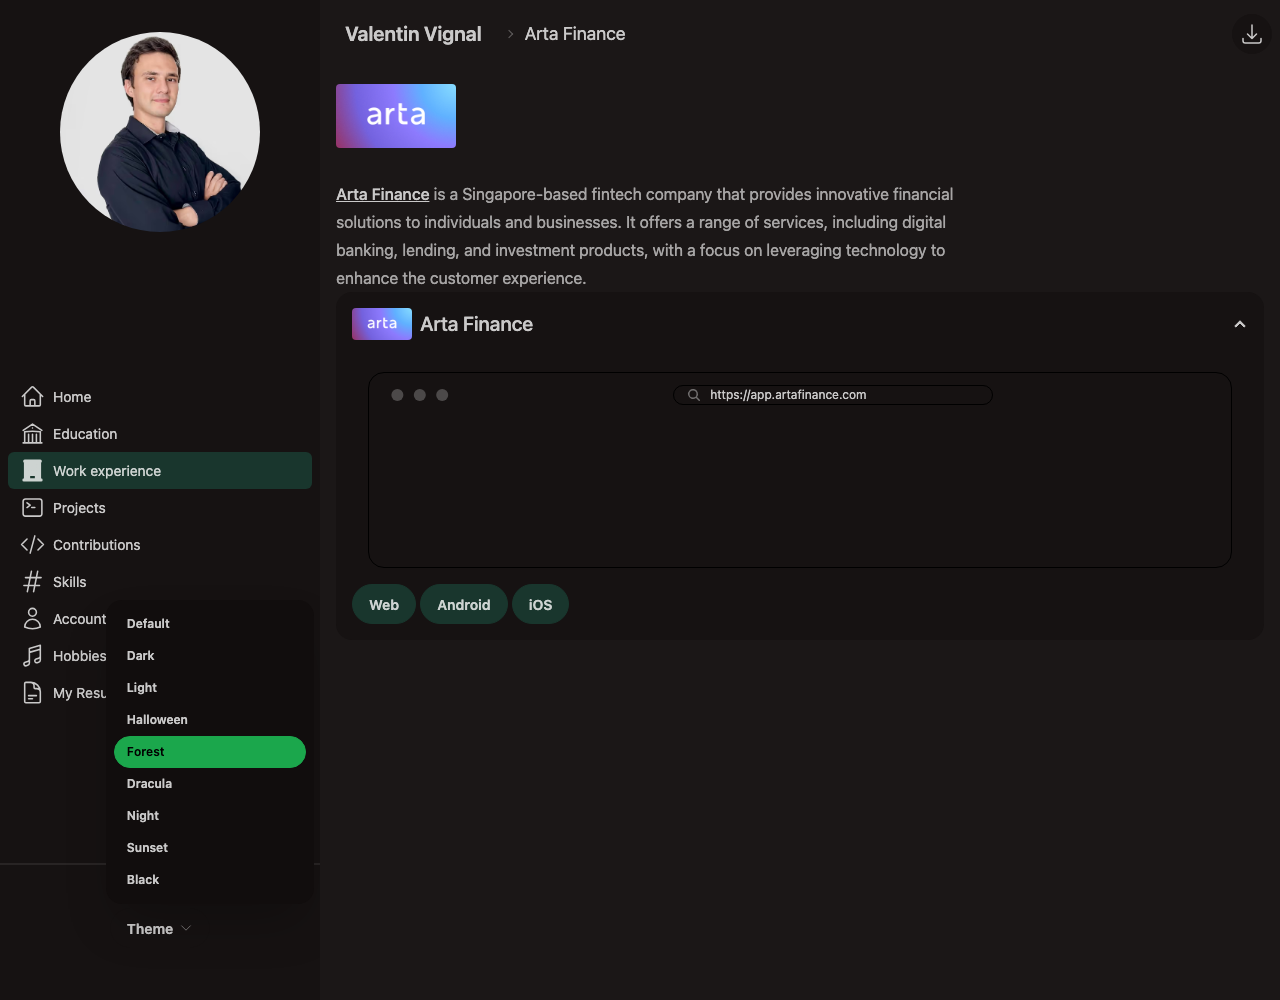 Valentin Vignal
Arta Finance
arta
Arta Finance is a Singapore-based fintech company that provides innovative financial
solutions to individuals and businesses. It offers a range of services, including digital
banking, lending, and investment products, with a focus on leveraging technology to
enhance the customer experience.
arta
Arta Finance
https://app.artafinance.com
Web
Android
iOS
Home
Education
Work experience
Projects
Contributions
Skills
Account
Hobbies
My Resu
Default
Dark
Light
Halloween
Forest
Dracula
Night
Sunset
Black
Theme